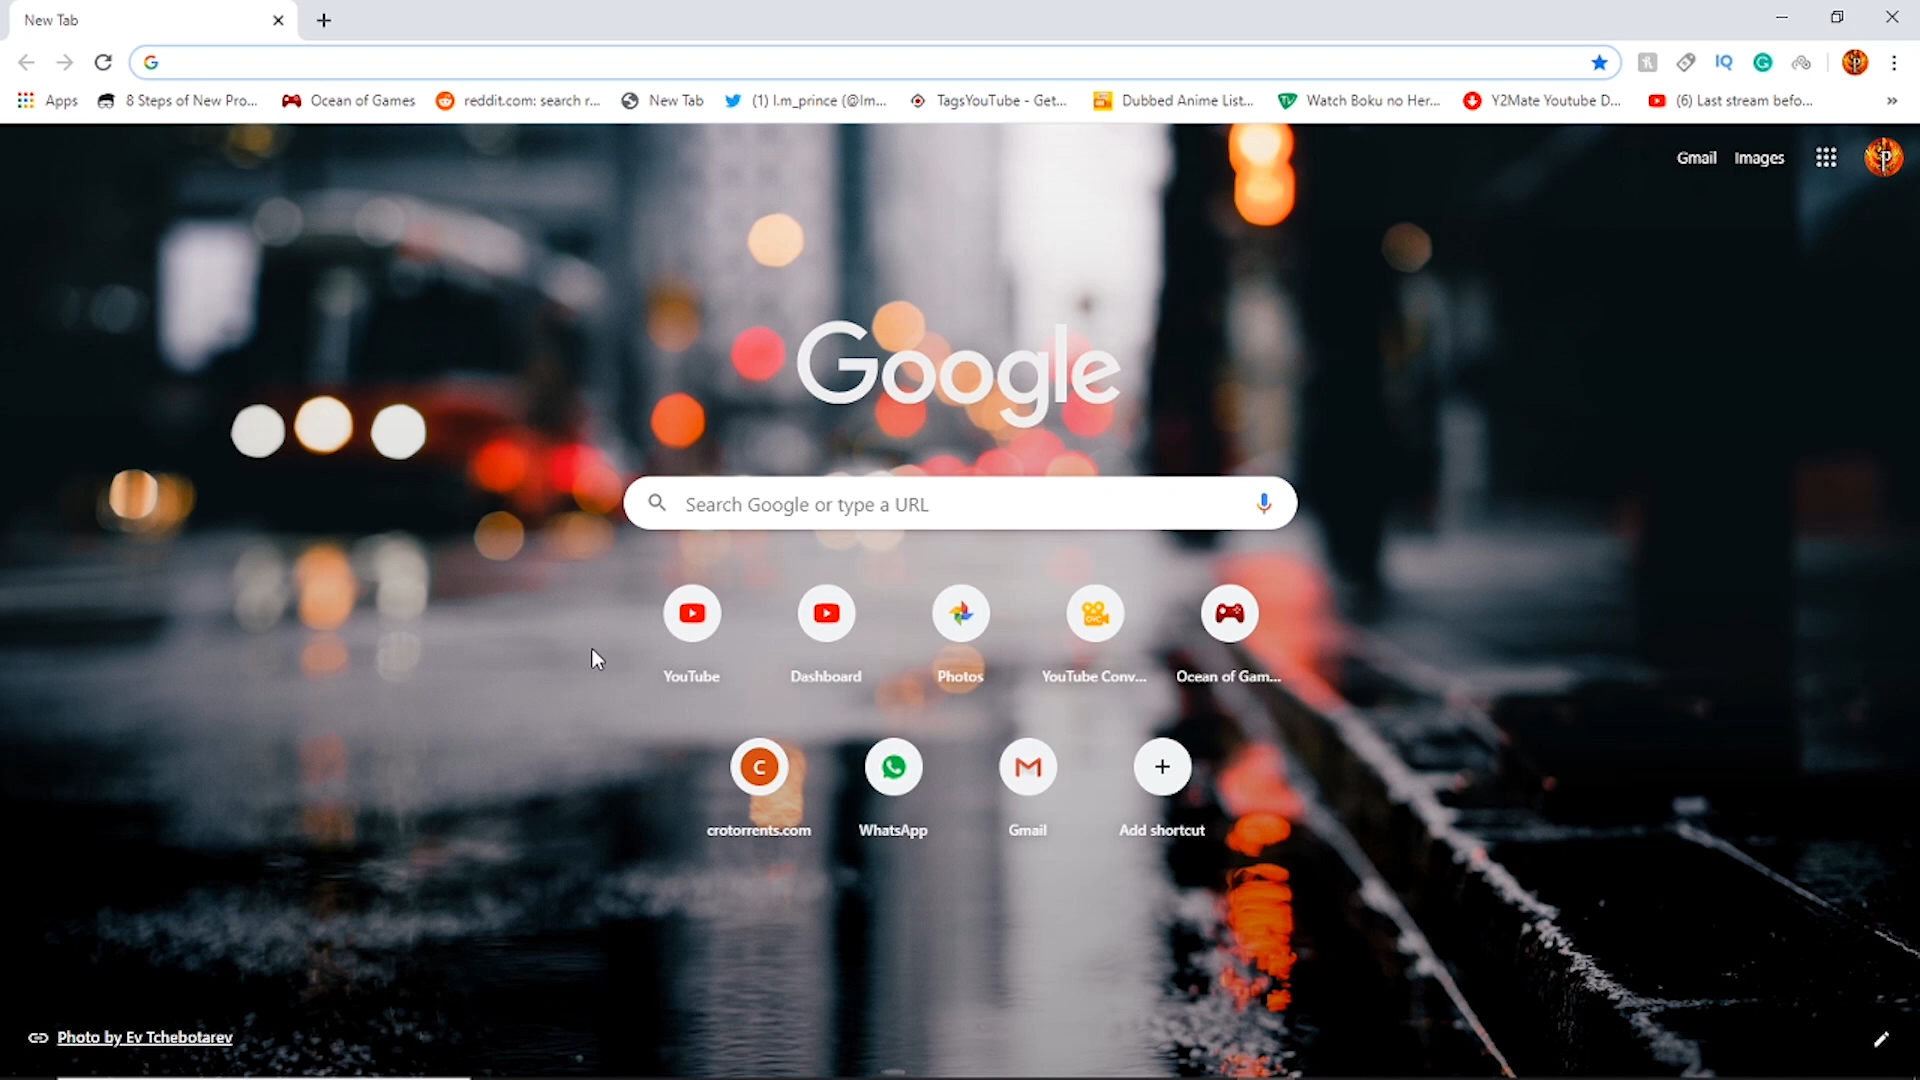 New Tab
Apps 8 Steps of New Pro... Ocean of Games reddit.com: search r... New Tab (1) I.m_prince (@Im... TagsYouTube - Get... Dubbed Anime List... Watch Boku no Her... Y2Mate Youtube D... (6) Last stream befo... »
Gmail Images
Google
Search Google or type a URL
YouTube Dashboard Photos YouTube Conv... Ocean of Gam...
crotorrents.com WhatsApp Gmail Add shortcut
Photo by Ev Tchebotarev